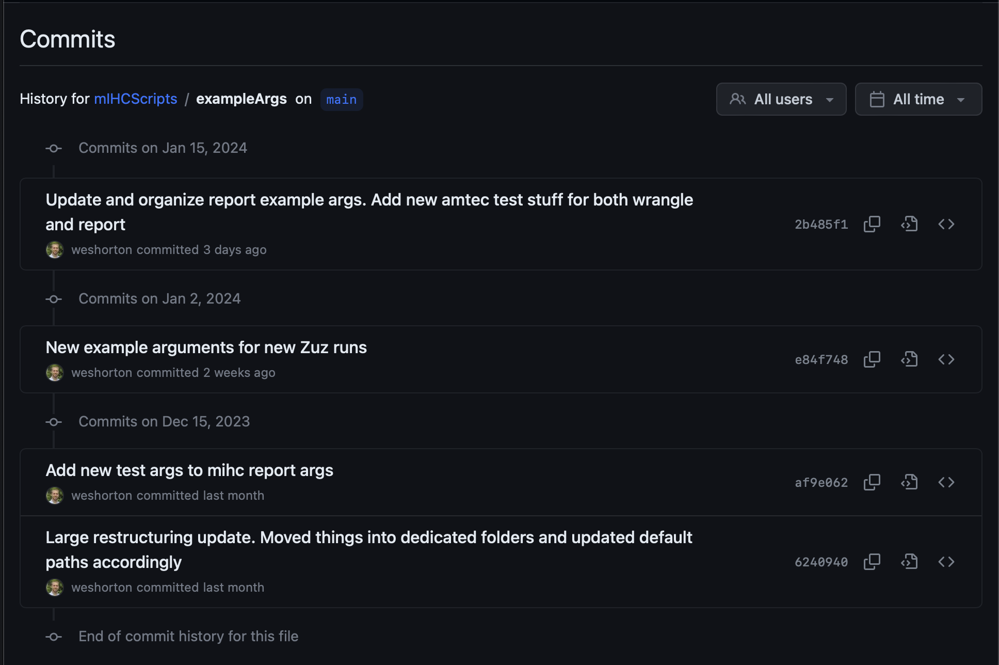 Commits
History for mIHCScripts / exampleArgs on main
All users
All time
Commits on Jan 15, 2024
Update and organize report example args. Add new amtec test stuff for both wrangle
and report
2b485f1
weshorton committed 3 days ago
Commits on Jan 2, 2024
New example arguments for new Zuz runs
e84f748
weshorton committed 2 weeks ago
Commits on Dec 15, 2023
Add new test args to mihc report args
af9e062
weshorton committed last month
Large restructuring update. Moved things into dedicated folders and updated default
paths accordingly
6240940
weshorton committed last month
End of commit history for this file